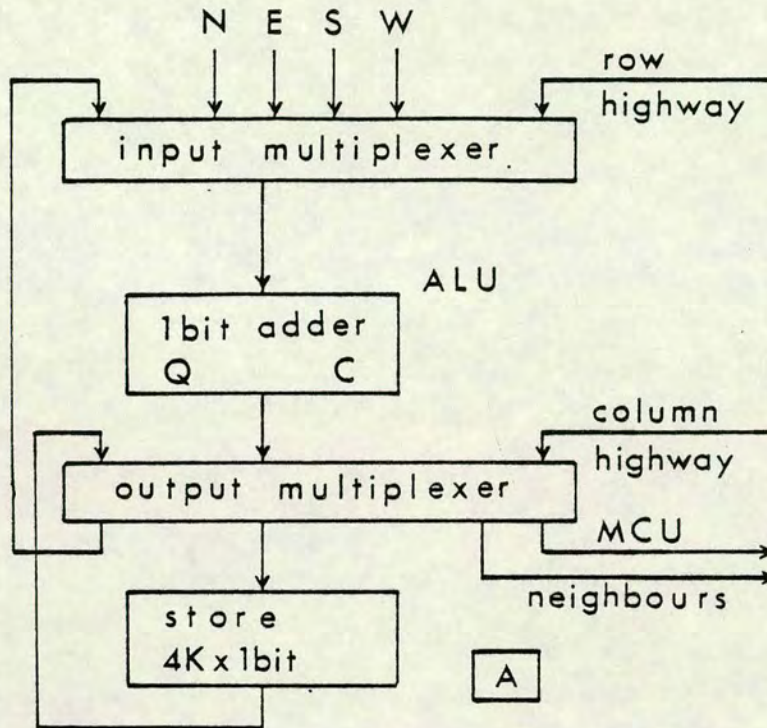 N E S W
row
highway
input multiplexer
ALU
1bit adder
Q C
column
highway
output multiplexer
MCU
neighbours
store
4K x 1bit
A